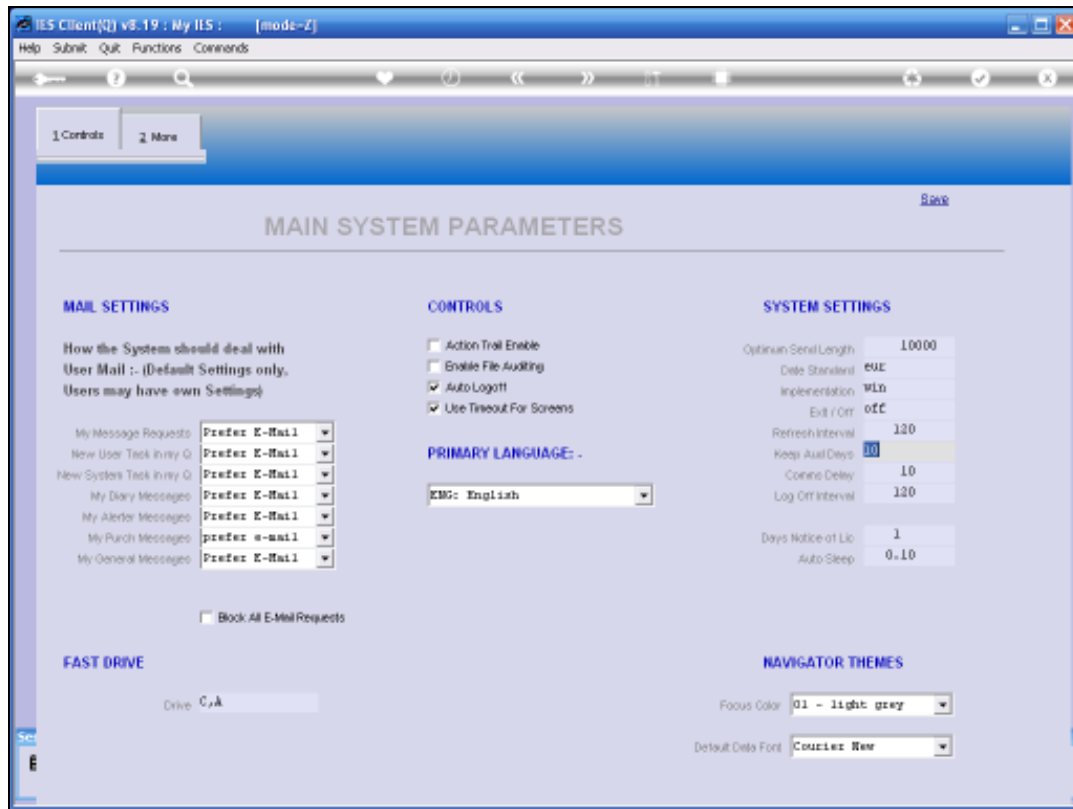 IES Client(Q) v8.19 : My IES : [mode-Z]
Help Submit Quit Functions Commands
1 Controls
2 More
Save
MAIN SYSTEM PARAMETERS
MAIL SETTINGS
How the System should deal with
User Mail :- (Default Settings only,
Users may have own Settings)
My Message Requests Prefer E-Mail
New User Task in my Q Prefer E-Mail
New System Task in my Q Prefer E-Mail
My Diary Messages Prefer E-Mail
My Alerter Messages Prefer E-Mail
My Purch Messages prefer e-mail
My General Messages Prefer E-Mail
Block All E-Mail Requests
FAST DRIVE
Drive C,A
CONTROLS
Action Trail Enable
Enable File Auditing
Auto Logoff
Use Timeout For Screens
PRIMARY LANGUAGE: -
ENG: English
SYSTEM SETTINGS
Optimum Send Length 10000
Date Standard eur
Implementation win
Exit / Off off
Refresh Interval 120
Keep Aud Days 10
Comms Delay 10
Log Off Interval 120
Days Notice of Lic 1
Auto Sleep 0.10
NAVIGATOR THEMES
Focus Color 01 - light grey
Default Data Font Courier New